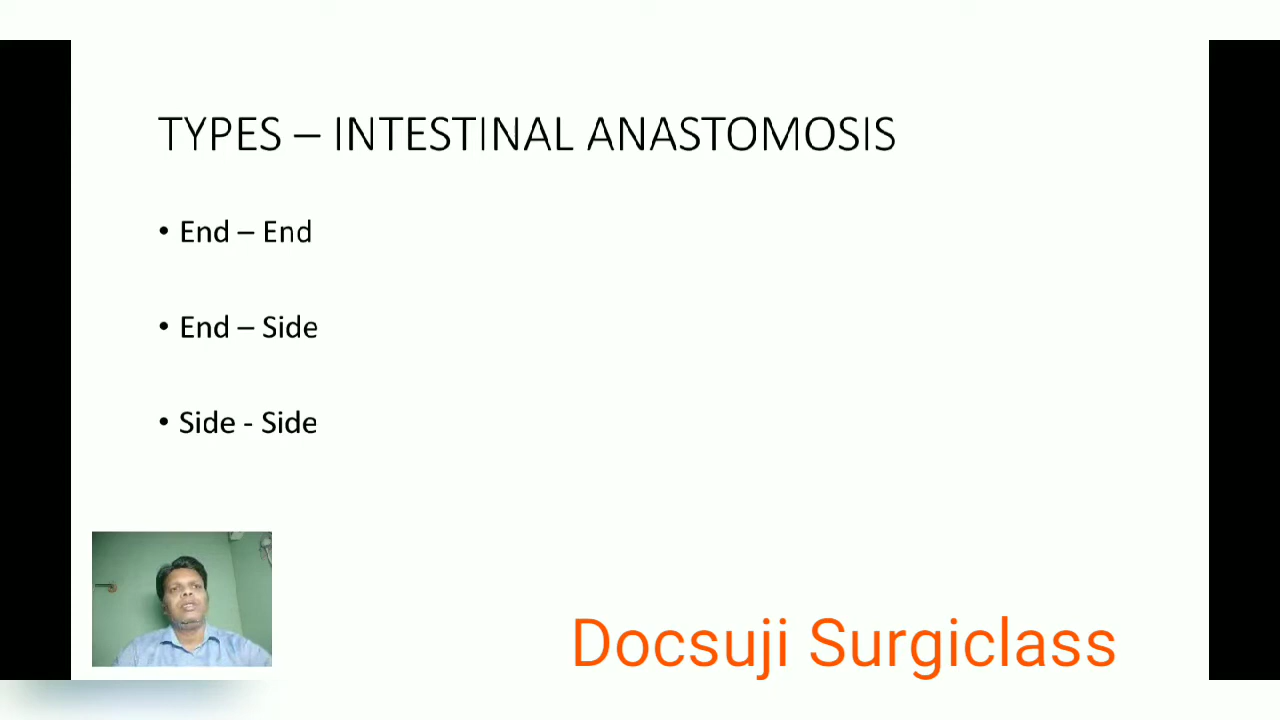 TYPES – INTESTINAL ANASTOMOSIS
• End – End
• End – Side
• Side - Side
Docsuji Surgiclass